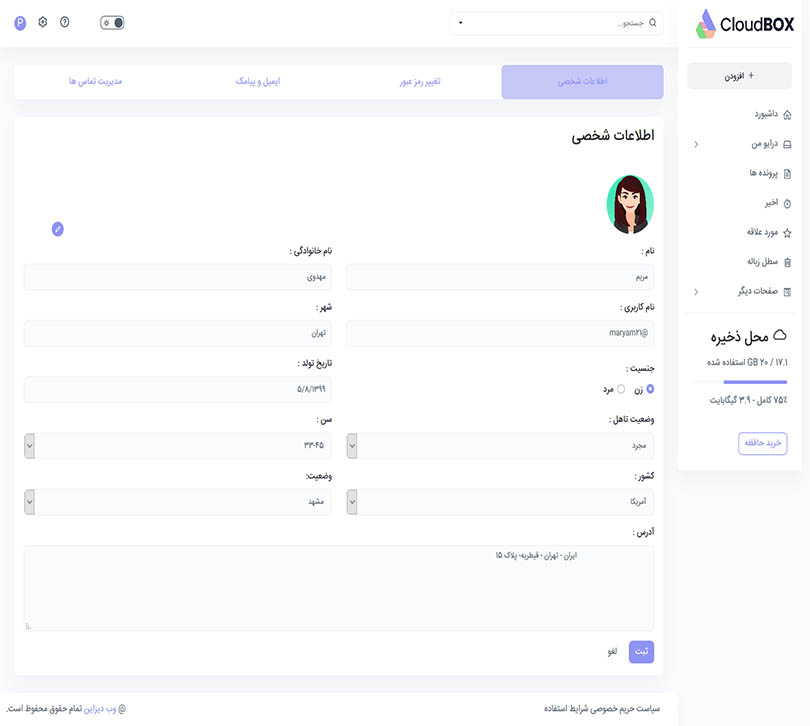 CloudBOX
جستجو...
P
+ افزودن
داشبورد
درایو من
پرونده ها
اخیر
مورد علاقه
سطل زباله
صفحات دیگر
محل ذخیره
۱۷.۱ / ۲۰ GB استفاده شده
۷۵٪ کامل - ۳.۹ گیگابایت
خرید حافظه
اطلاعات شخصی
تغییر رمز عبور
ایمیل و پیامک
مدیریت تماس ها
اطلاعات شخصی
نام :
نام خانوادگی :
مریم
مهدوی
نام کاربری :
شهر :
maryam۲۱@
تهران
جنسیت :
تاریخ تولد :
زن
مرد
۵/۸/۱۳۹۹
وضعیت تاهل :
سن :
مجرد
۳۳-۴۵
کشور :
وضعیت:
آمریکا
مشهد
آدرس :
ایران - تهران - قیطریه- پلاک ۱۵
ثبت
لغو
سیاست حریم خصوصی شرایط استفاده
@ وب دیزاین تمام حقوق محفوظ است.